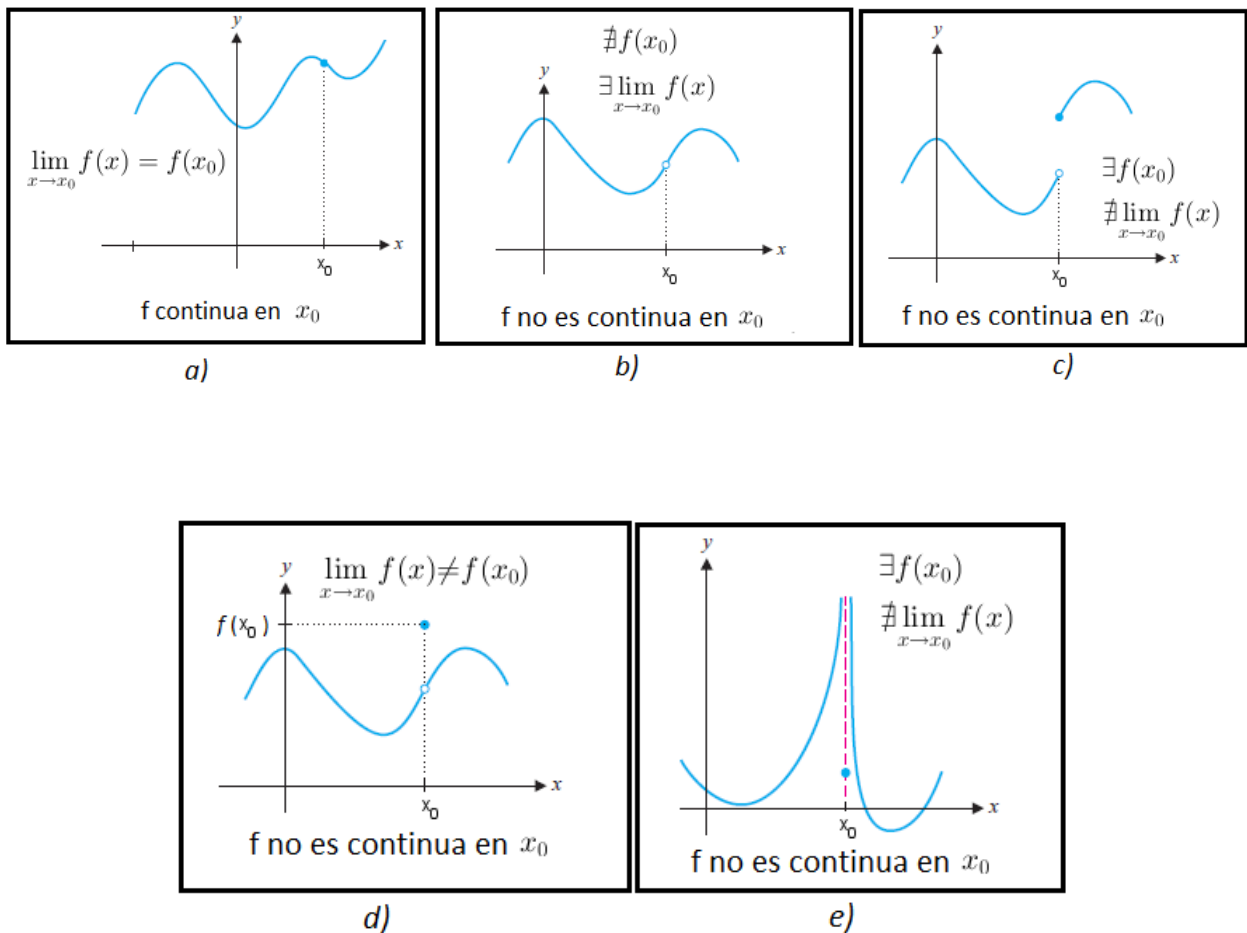 y
lim f(x) = f(x₀)
x→x₀
x
x₀
f continua en x₀
a)
∄f(x₀)
∃ lim f(x)
x→x₀
y
x
x₀
f no es continua en x₀
b)
y
∃f(x₀)
∄ lim f(x)
x→x₀
x
x₀
f no es continua en x₀
c)
lim f(x)≠f(x₀)
x→x₀
y
f(x₀)
x
x₀
f no es continua en x₀
d)
y
∃f(x₀)
∄ lim f(x)
x→x₀
x
x₀
f no es continua en x₀
e)